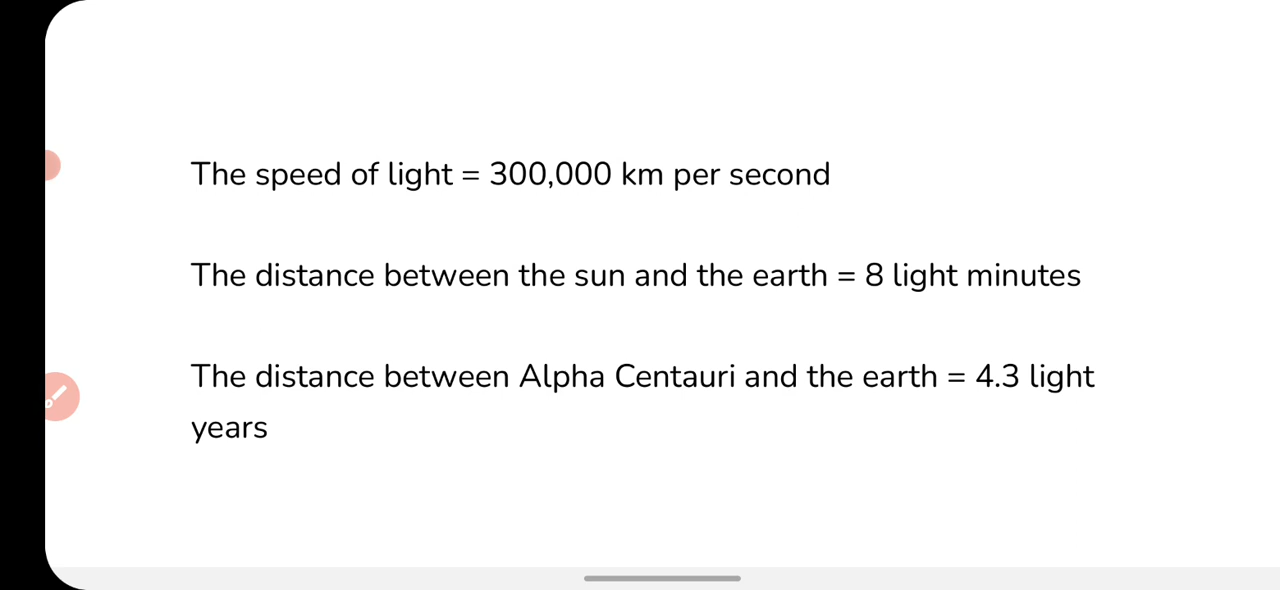 The speed of light = 300,000 km per second
The distance between the sun and the earth = 8 light minutes
The distance between Alpha Centauri and the earth = 4.3 light
years